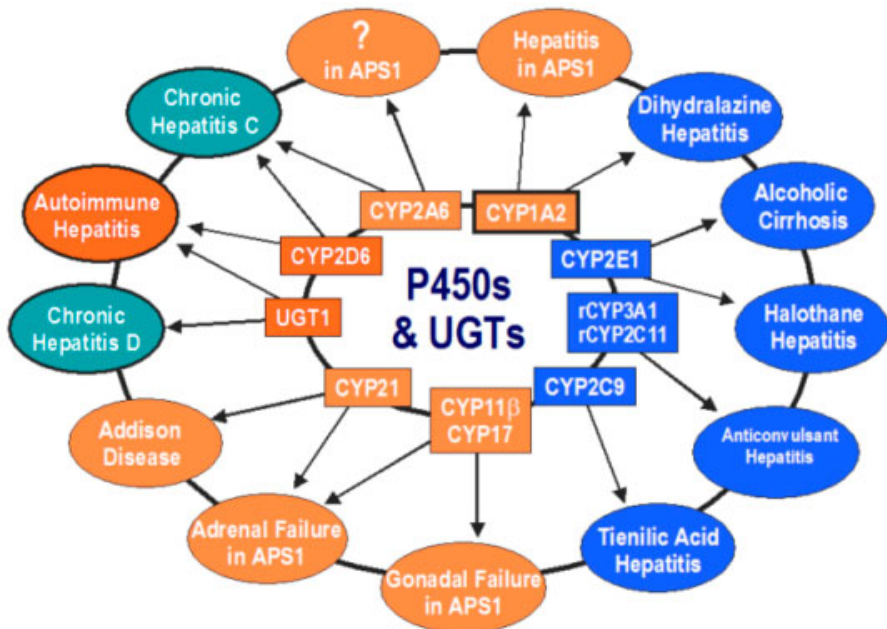 ?
in APS1
Hepatitis
in APS1
Chronic
Hepatitis C
Dihydralazine
Hepatitis
Autoimmune
Hepatitis
CYP2A6
CYP1A2
Alcoholic
Cirrhosis
CYP2D6
CYP2E1
P450s
& UGTs
UGT1
rCYP3A1
rCYP2C11
Chronic
Hepatitis D
Halothane
Hepatitis
CYP21
CYP11β
CYP17
CYP2C9
Addison
Disease
Anticonvulsant
Hepatitis
Adrenal Failure
in APS1
Gonadal Failure
in APS1
Tienilic Acid
Hepatitis